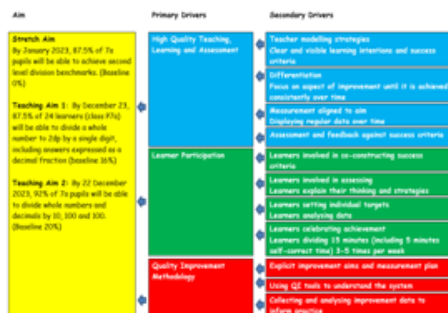 Aim
Primary Drivers
Secondary Drivers
Stretch Aim
By January 2023, 87.5% of 7a
pupils will be able to achieve second
level division benchmarks. (Baseline
0%)
Teaching Aim 1: By December 23,
87.5% of 24 learners (class P7a)
will be able to divide a whole
number to 2dp by a single digit,
including answers expressed as a
decimal fraction (baseline 16%)
Teaching Aim 2: By 22 December
2023, 92% of 7a pupils will be able
to divide whole numbers and
decimals by 10, 100 and 100.
(Baseline 20%)
High Quality Teaching,
Learning and Assessment
Learner Participation
Quality Improvement
Methodology
Teacher modelling strategies
Clear and visible learning intentions and success
criteria
Differentiation
Focus on aspect of improvement until it is achieved
consistently over time
Measurement aligned to aim
Displaying regular data over time
Assessment and feedback against success criteria
Learners involved in co-constructing success
criteria
Learners involved in assessing
Learners explain their thinking and strategies
Learners setting individual targets
Learners analysing data
Learners celebrating achievement
Learners dividing 15 minutes (including 5 minutes
self-correct time) 3-5 times per week
Explicit improvement aims and measurement plan
Using QI tools to understand the system
Collecting and analysing improvement data to
inform practice